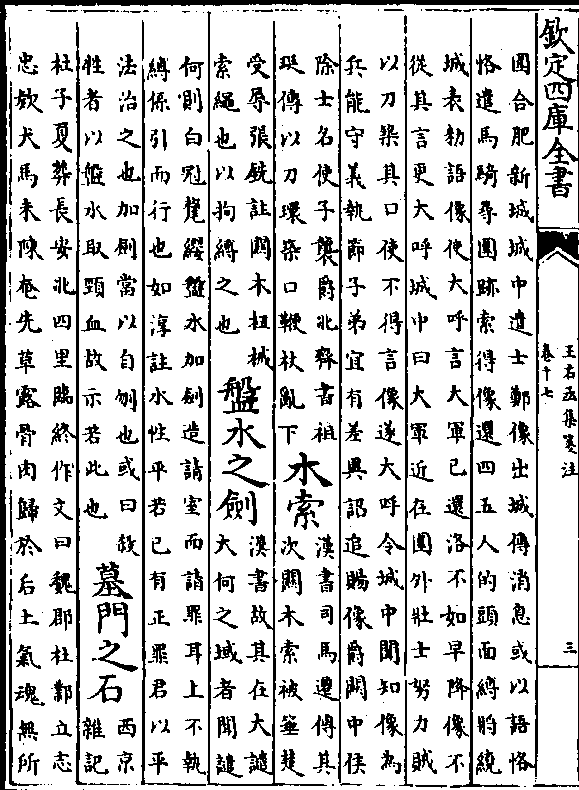 欽定四庫全書
王右丞集箋注
卷十七
三
圍合肥新城城中遣士鄭像出城傳消息或以語恪
恪遣馬騎尋圍跡索得像還四五人的頭面縛將繞
城表勑語像使大呼言大軍已還洛不如早降像不
從其言更大呼城中曰大軍近在圍外壯士努力賊
以刀築其口使不得言像遂大呼令城中聞知像為
兵能守義執節子弟宜有差異詔追賜像爵關中侯
除士名使子襲爵北齊書祖
珽傳以刀環築口鞭杖亂下
木索
漢書司馬遷傳其
次關木索被箠楚
受辱張銑註關木杻械
索繩也以拘縛之也
盤水之劍
漢書故其在大譴
大何之域者聞譴
何則白冠氂纓盤水加劍造請室而請罪耳上不執
縛係引而行也如淳註水性平若已有正罪君以平
法治之也加劍當以自刎也或曰殺
牲者以盤水取頸血故示若此也
墓門之石
西京
雜記
杜子夏葬長安北四里臨終作文曰魏郡杜鄴立志
忠欵犬馬未陳奄先草露骨肉歸於后土氣魂無所